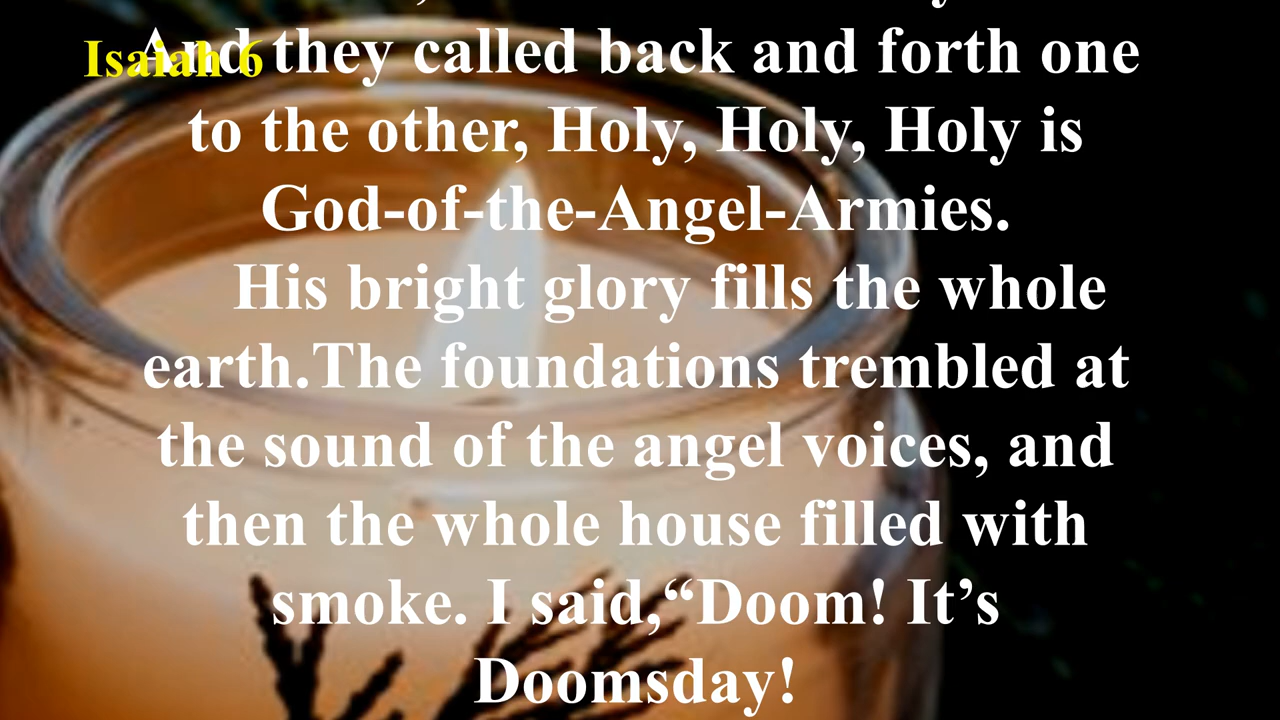 Isaiah 6
And they called back and forth one
to the other, Holy, Holy, Holy is
God-of-the-Angel-Armies.
His bright glory fills the whole
earth.The foundations trembled at
the sound of the angel voices, and
then the whole house filled with
smoke. I said,“Doom! It’s
Doomsday!